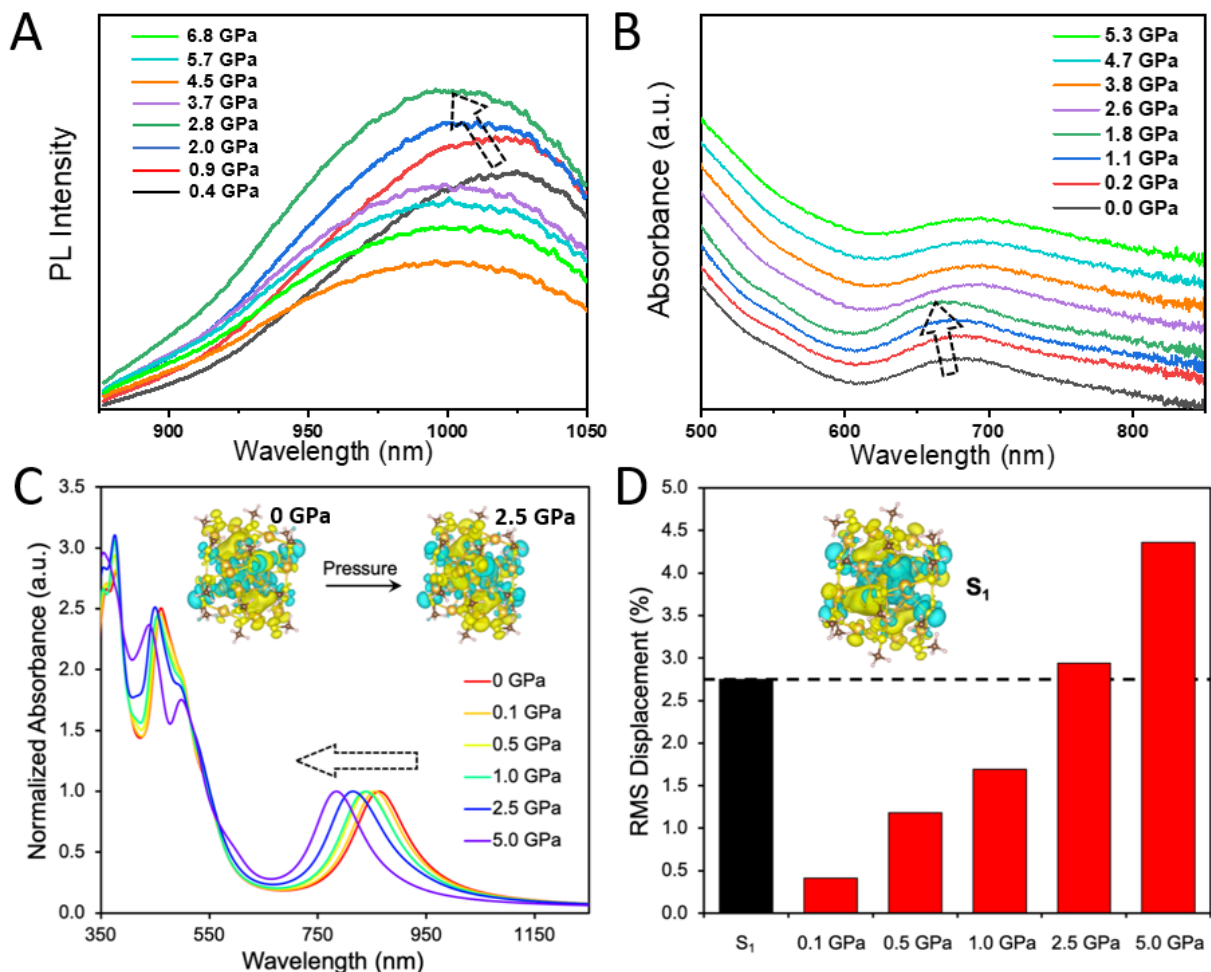 A
6.8 GPa
5.7 GPa
4.5 GPa
3.7 GPa
2.8 GPa
2.0 GPa
0.9 GPa
0.4 GPa
PL Intensity
900 950 1000 1050
Wavelength (nm)
B
5.3 GPa
4.7 GPa
3.8 GPa
2.6 GPa
1.8 GPa
1.1 GPa
0.2 GPa
0.0 GPa
Absorbance (a.u.)
500 600 700 800
Wavelength (nm)
C
3.5
3.0
2.5
2.0
1.5
1.0
0.5
0.0
Normalized Absorbance (a.u.)
0 GPa
2.5 GPa
Pressure
0 GPa
0.1 GPa
0.5 GPa
1.0 GPa
2.5 GPa
5.0 GPa
350 550 750 950 1150
Wavelength (nm)
D
5.0
4.5
4.0
3.5
3.0
2.5
2.0
1.5
1.0
0.5
0.0
RMS Displacement (%)
S₁
S₁ 0.1 GPa 0.5 GPa 1.0 GPa 2.5 GPa 5.0 GPa